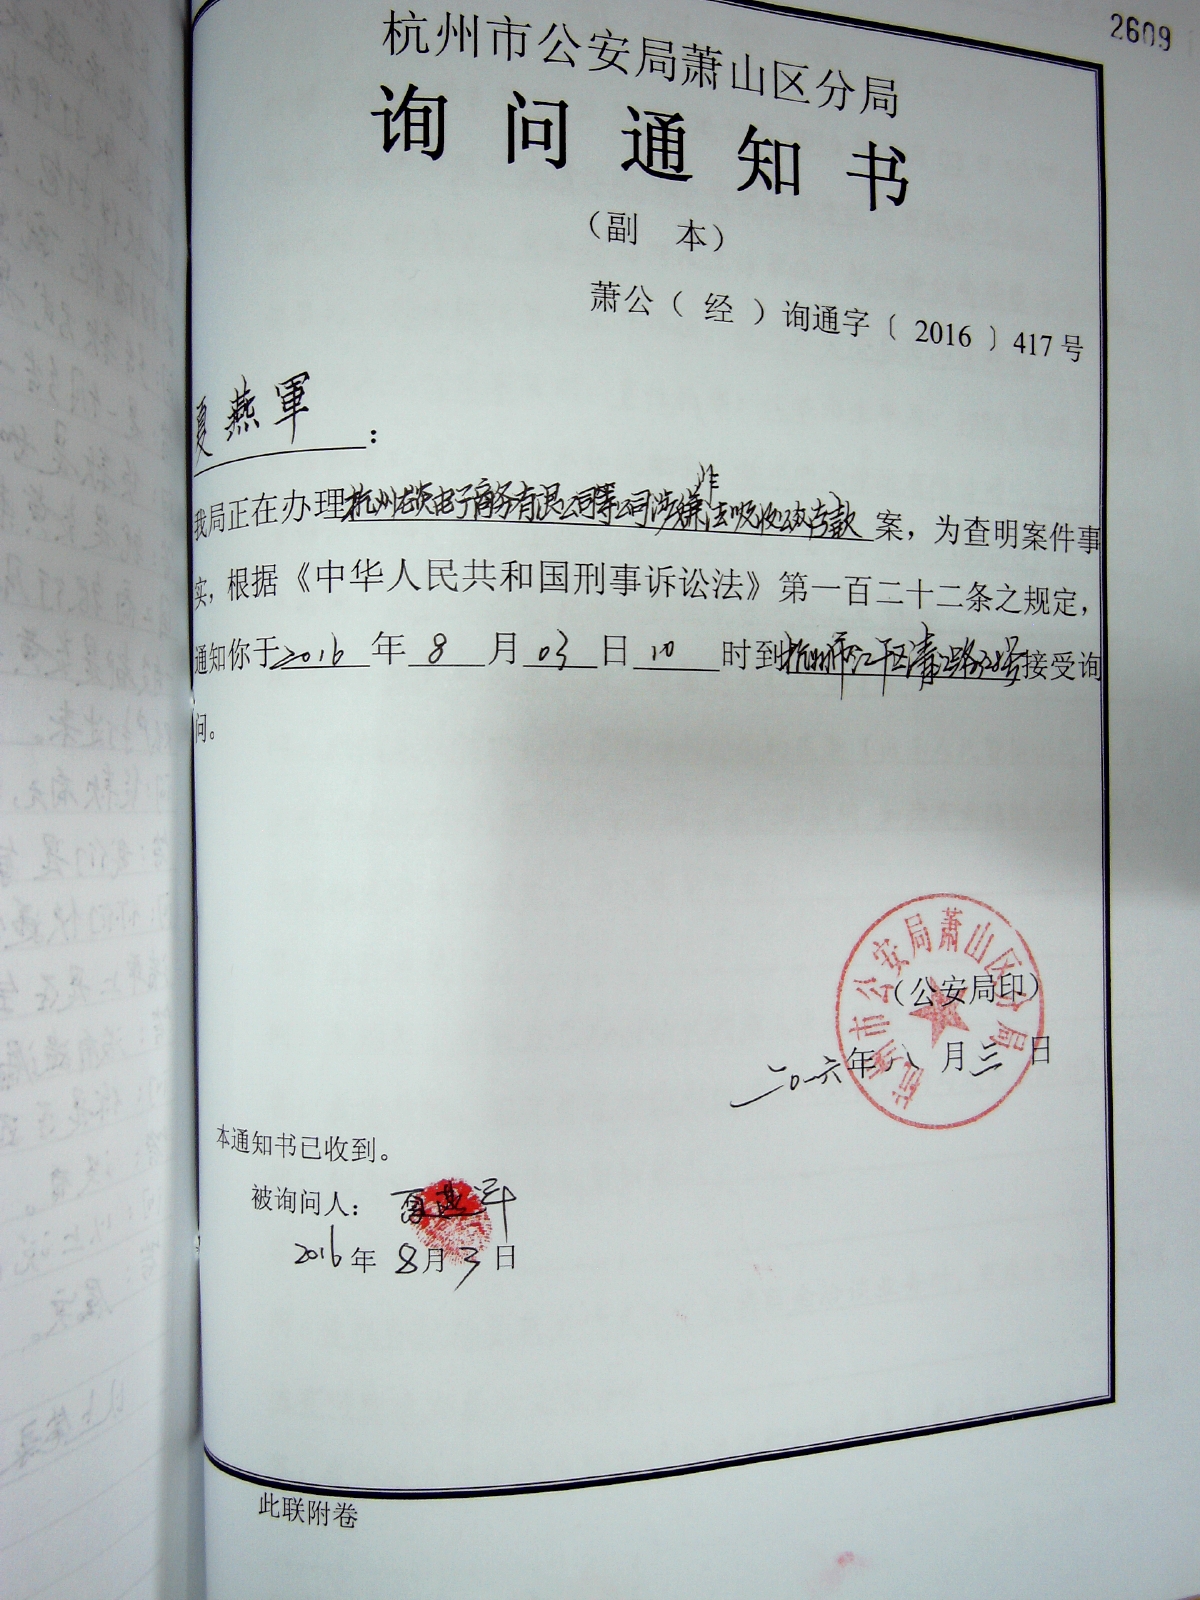 2609
杭州市公安局萧山区分局
询问通知书
（副 本）
萧公（经）询通字〔2016〕417号
夏燕軍：
我局正在办理杭州 电子商务有限公司等公司涉嫌非法吸收公众存款案，为查明案件事
实，根据《中华人民共和国刑事诉讼法》第一百二十二条之规定，
通知你于2016年8月03日10时到杭州市江干区清江路 号接受询
问。
杭州市公安局萧山区分局
（公安局印）
二〇一六年八月三日
本通知书已收到。
被询问人：夏燕军
2016年8月3日
此联附卷